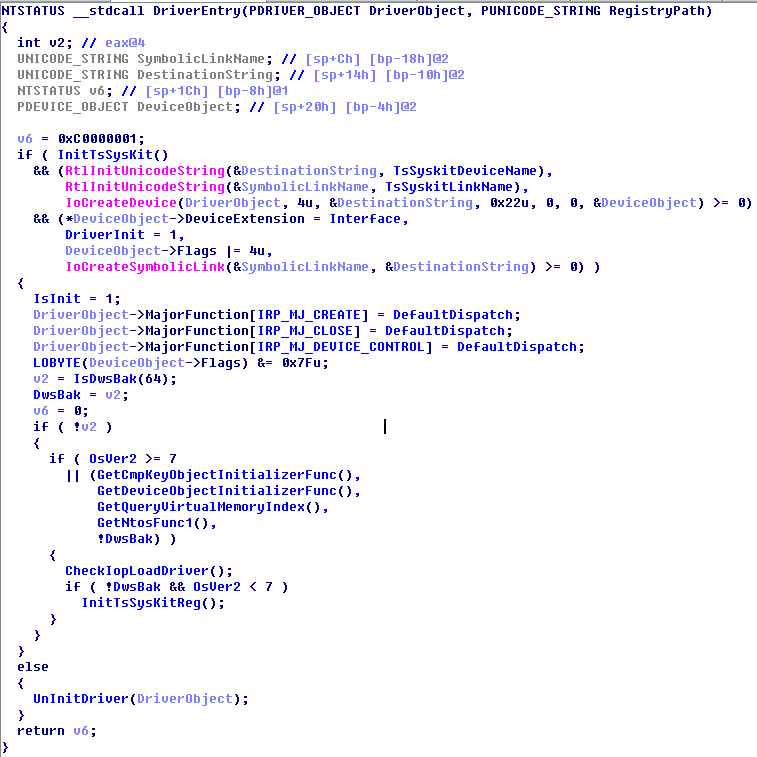 NTSTATUS __stdcall DriverEntry(PDRIVER_OBJECT DriverObject, PUNICODE_STRING RegistryPath)
{
  int v2; // eax@4
  UNICODE_STRING SymbolicLinkName; // [sp+Ch] [bp-18h]@2
  UNICODE_STRING DestinationString; // [sp+14h] [bp-10h]@2
  NTSTATUS v6; // [sp+1Ch] [bp-8h]@1
  PDEVICE_OBJECT DeviceObject; // [sp+20h] [bp-4h]@2

  v6 = 0xC0000001;
  if ( InitTsSysKit()
    && (RtlInitUnicodeString(&DestinationString, TsSyskitDeviceName),
        RtlInitUnicodeString(&SymbolicLinkName, TsSyskitLinkName),
        IoCreateDevice(DriverObject, 4u, &DestinationString, 0x22u, 0, 0, &DeviceObject) >= 0)
    && (*DeviceObject->DeviceExtension = Interface,
        DriverInit = 1,
        DeviceObject->Flags |= 4u,
        IoCreateSymbolicLink(&SymbolicLinkName, &DestinationString) >= 0) )
  {
    IsInit = 1;
    DriverObject->MajorFunction[IRP_MJ_CREATE] = DefaultDispatch;
    DriverObject->MajorFunction[IRP_MJ_CLOSE] = DefaultDispatch;
    DriverObject->MajorFunction[IRP_MJ_DEVICE_CONTROL] = DefaultDispatch;
    LOBYTE(DeviceObject->Flags) &= 0x7Fu;
    v2 = IsDwsBak(64);
    DwsBak = v2;
    v6 = 0;
    if ( !v2 )
    {
      if ( OsVer2 >= 7
        || (GetCmpKeyObjectInitializerFunc(),
            GetDeviceObjectInitializerFunc(),
            GetQueryVirtualMemoryIndex(),
            GetNtosFunc1(),
            !DwsBak) )
      {
        CheckIopLoadDriver();
        if ( !DwsBak && OsVer2 < 7 )
          InitTsSysKitReg();
      }
    }
  }
  else
  {
    UnInitDriver(DriverObject);
  }
  return v6;
}